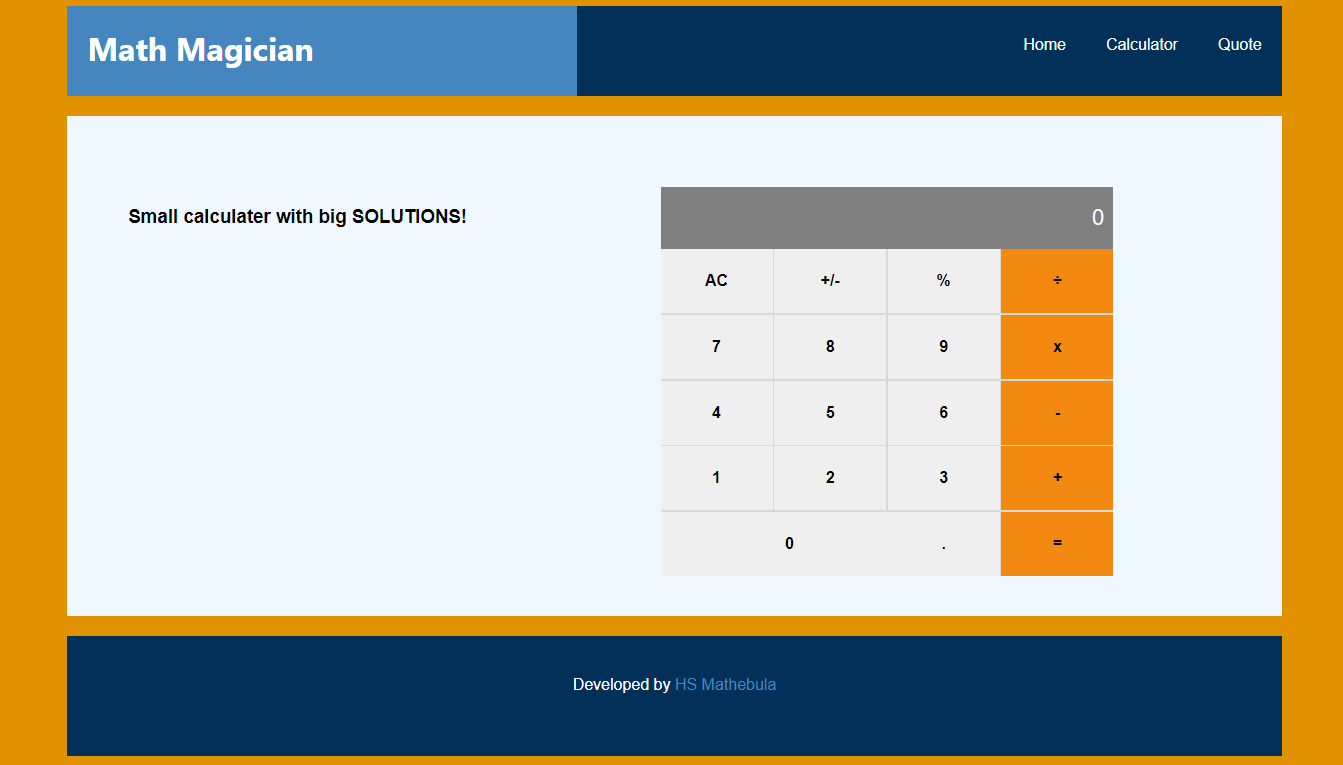 Math Magician
Home Calculator Quote
Small calculater with big SOLUTIONS!
0
AC +/- % ÷
7 8 9 x
4 5 6 -
1 2 3 +
0 . =
Developed by HS Mathebula